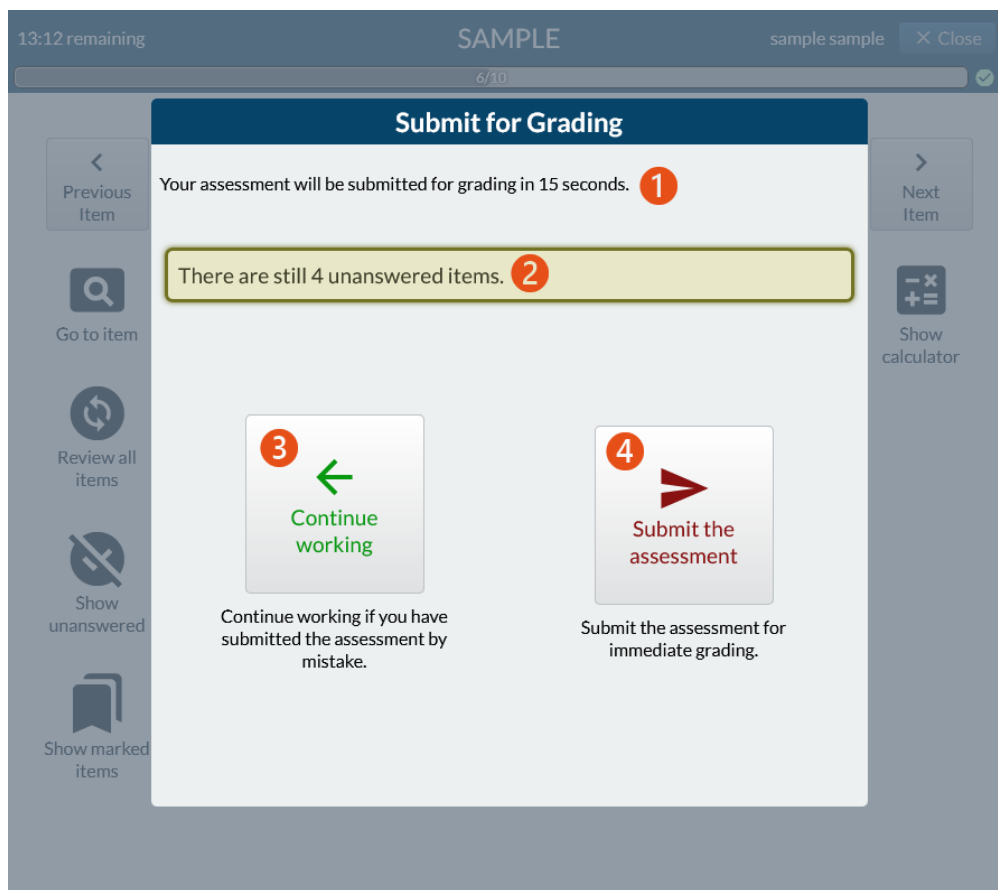 13:12 remaining SAMPLE sample sample × Close
6/10
Submit for Grading
Your assessment will be submitted for grading in 15 seconds. 1
There are still 4 unanswered items. 2
Previous
Item
Go to item
Review all
items
Show
unanswered
Show marked
items
3
Continue
working
Continue working if you have
submitted the assessment by
mistake.
4
Submit the
assessment
Submit the assessment for
immediate grading.
Next
Item
Show
calculator